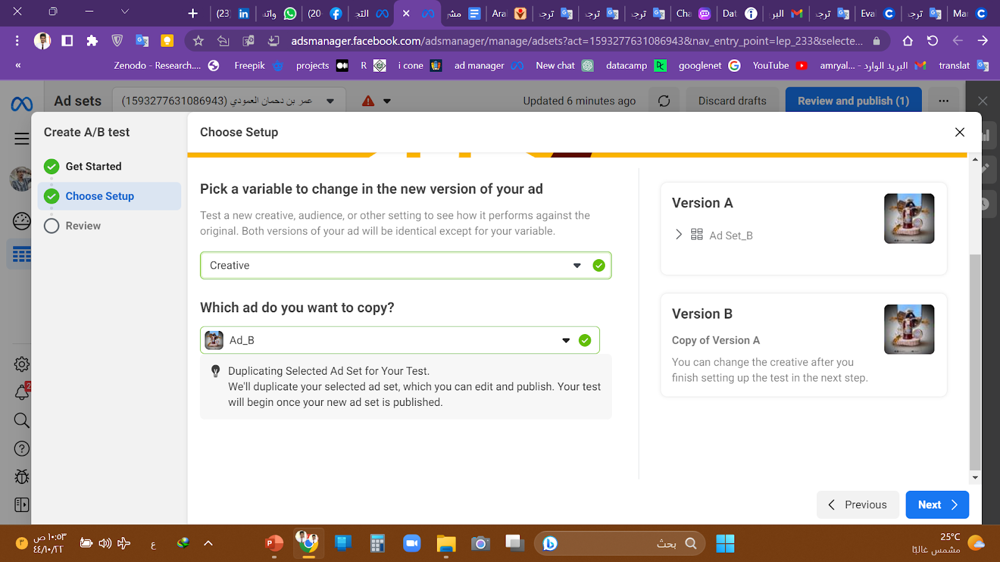 (23)
واتـ
(20
التج
مشر
Ara
ترجـ
ترجـ
ترجـ
Cha
Dat
البر
ترجـ
Eval
ترجـ
Mar
adsmanager.facebook.com/adsmanager/manage/adsets?act=1593277631086943&nav_entry_point=lep_233&selecte...
«
Zenodo - Research....
Freepik
projects
R
i cone
ad manager
New chat
datacamp
googlenet
YouTube
amryal... - البريد الوارد
translat
Ad sets
عمر بن دحمان العمودي (1593277631086943)
Updated 6 minutes ago
Discard drafts
Review and publish (1)
...
Create A/B test
Get Started
Choose Setup
Review
2
Choose Setup
Pick a variable to change in the new version of your ad
Test a new creative, audience, or other setting to see how it performs against the
original. Both versions of your ad will be identical except for your variable.
Creative
Which ad do you want to copy?
Ad_B
Duplicating Selected Ad Set for Your Test.
We'll duplicate your selected ad set, which you can edit and publish. Your test
will begin once your new ad set is published.
Version A
Ad Set_B
Version B
Copy of Version A
You can change the creative after you
finish setting up the test in the next step.
Previous
Next
٣
١٠:٥٣ ص
٤٤/١٠/٢٢
ع
بحث
25°C
مشمس غالبًا